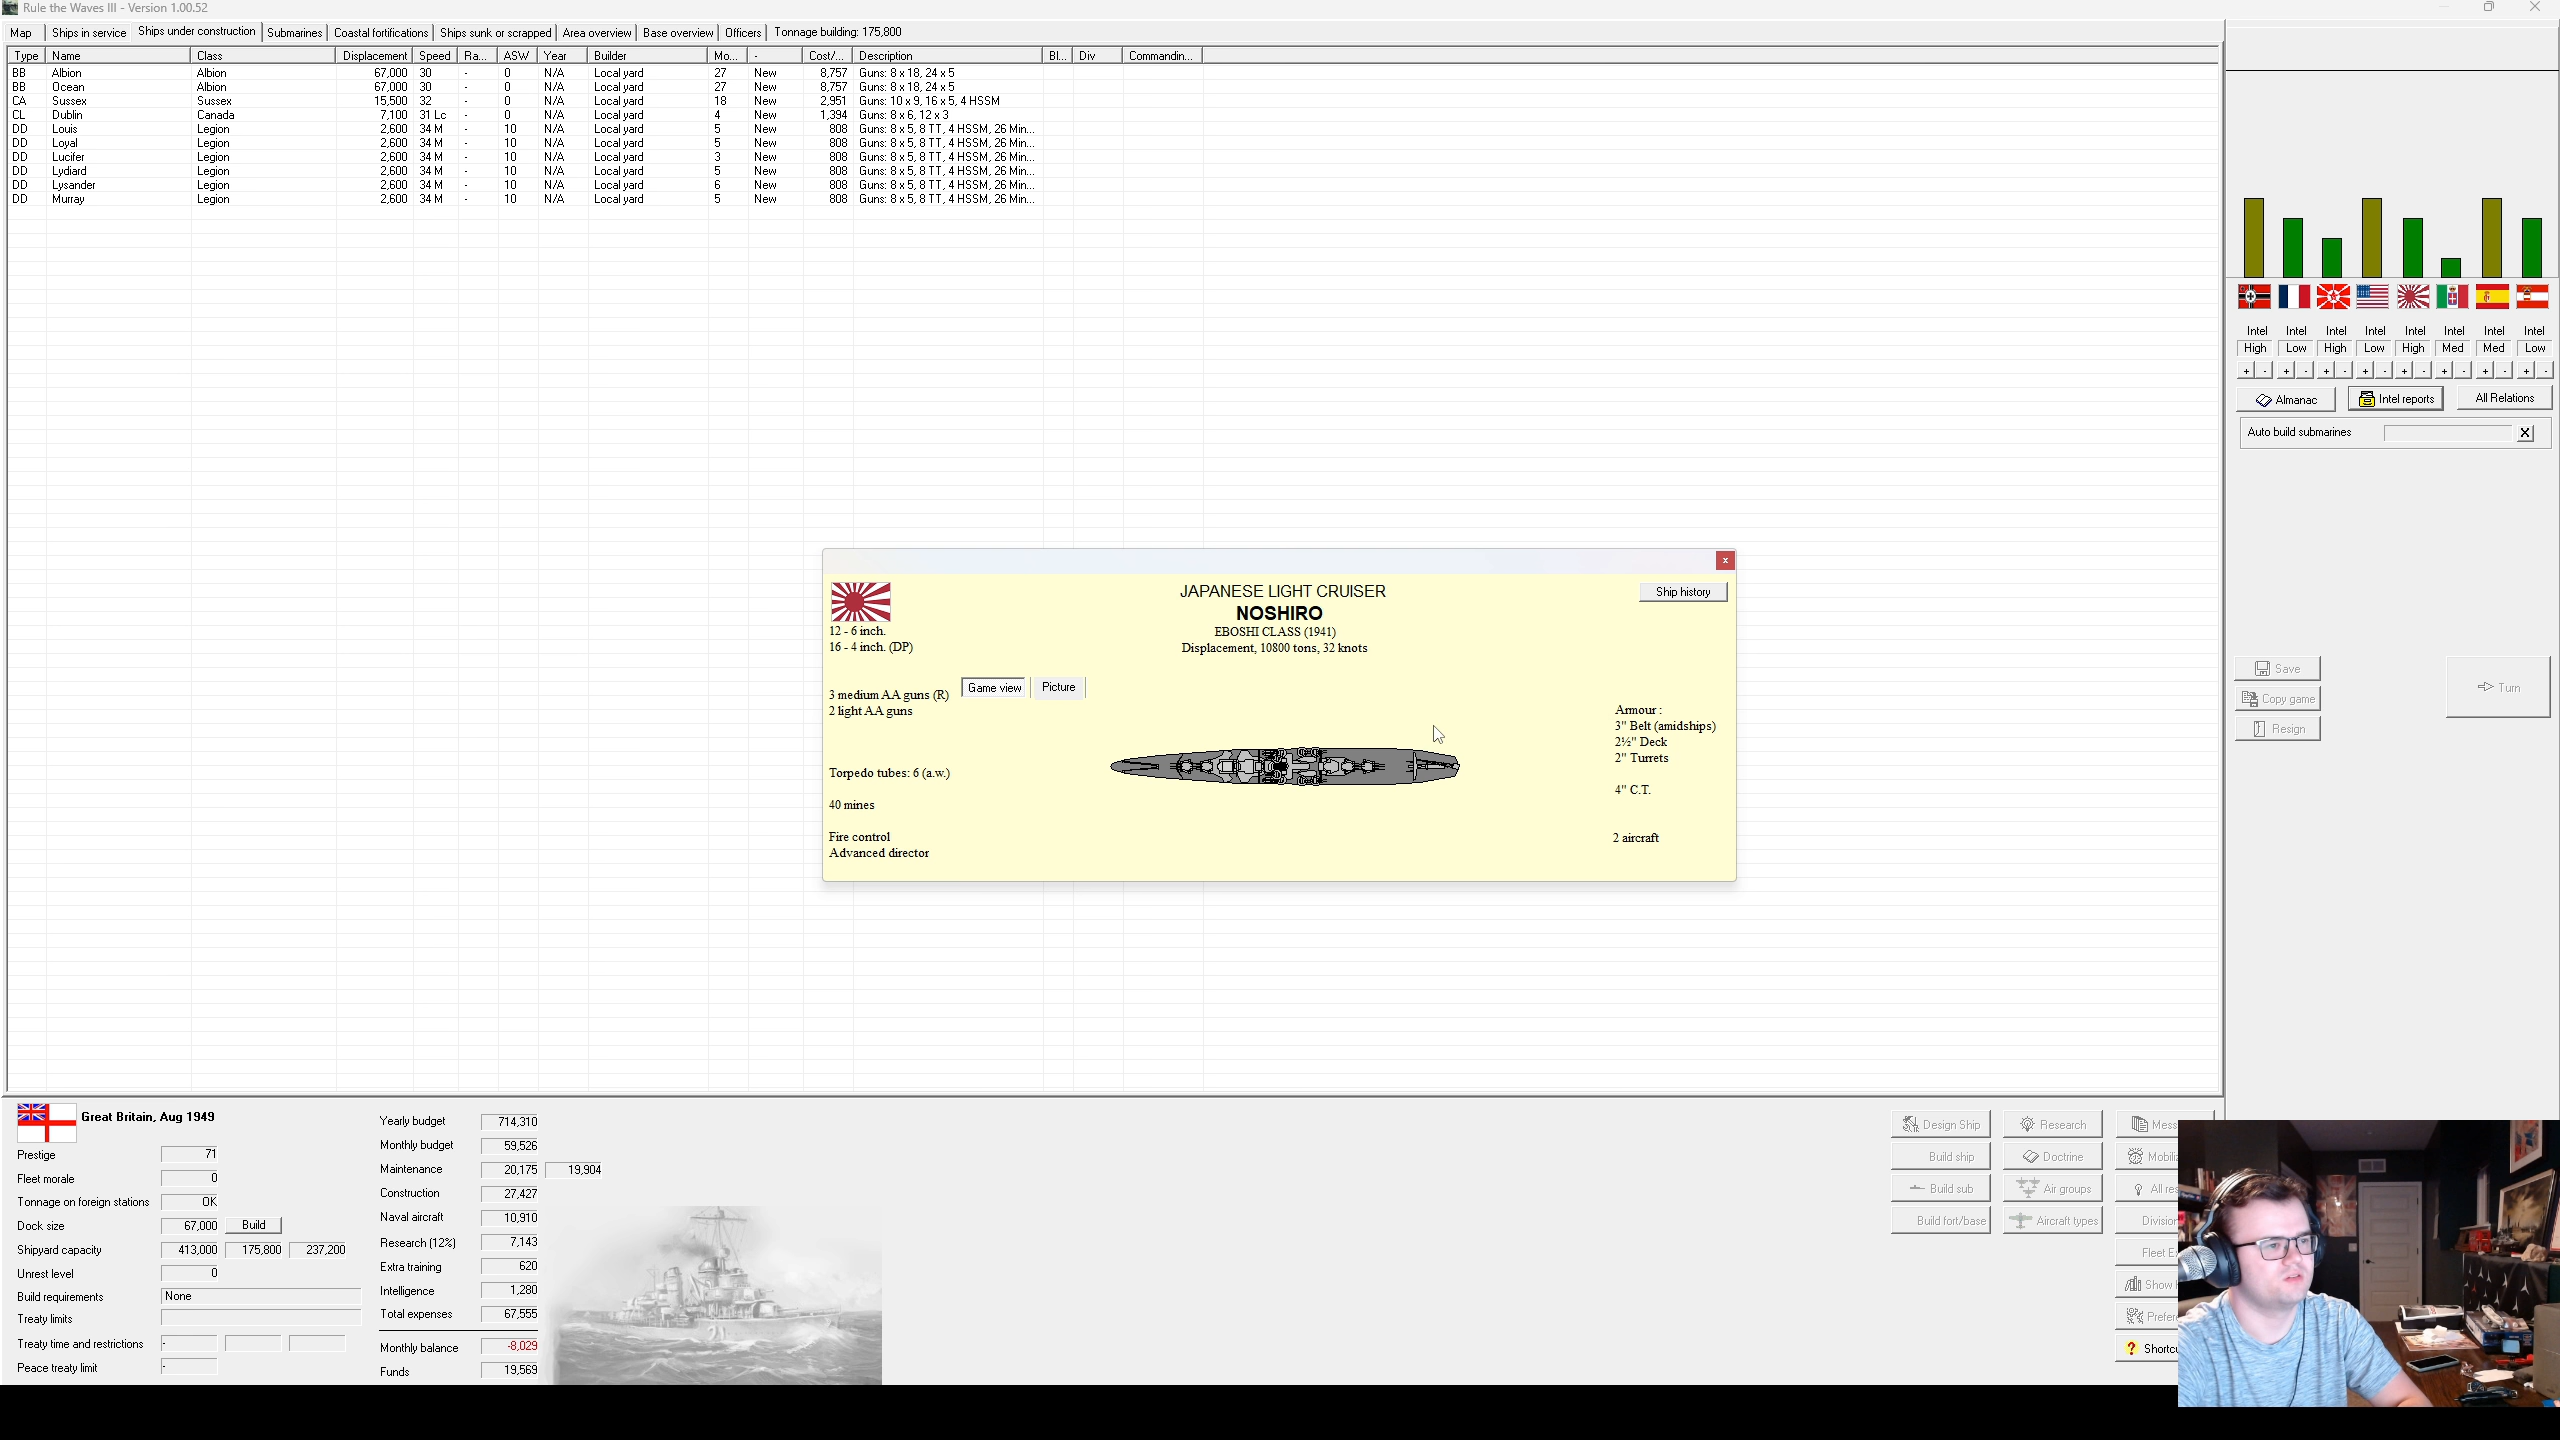 Rule the Waves III - Version 1.00.52
Map Ships in service Ships under construction Submarines Coastal fortifications Ships sunk or scrapped Area overview Base overview Officers Tonnage building: 175,800
Type Name Class Displacement Speed Ra... ASW Year Builder Mo... - Cost/... Description Bl... Div Commandin...
BB Albion Albion 67,000 30 - 0 N/A Local yard 27 New 8,757 Guns: 8 x 18, 24 x 5
BB Ocean Albion 67,000 30 - 0 N/A Local yard 27 New 8,757 Guns: 8 x 18, 24 x 5
CA Sussex Sussex 15,500 32 - 0 N/A Local yard 18 New 2,951 Guns: 10 x 9, 16 x 5, 4 HSSM
CL Dublin Canada 7,100 31 Lc - 0 N/A Local yard 4 New 1,394 Guns: 8 x 6, 12 x 3
DD Louis Legion 2,600 34 M - 10 N/A Local yard 5 New 808 Guns: 8 x 5, 8 TT, 4 HSSM, 26 Min...
DD Loyal Legion 2,600 34 M - 10 N/A Local yard 5 New 808 Guns: 8 x 5, 8 TT, 4 HSSM, 26 Min...
DD Lucifer Legion 2,600 34 M - 10 N/A Local yard 3 New 808 Guns: 8 x 5, 8 TT, 4 HSSM, 26 Min...
DD Lydiard Legion 2,600 34 M - 10 N/A Local yard 5 New 808 Guns: 8 x 5, 8 TT, 4 HSSM, 26 Min...
DD Lysander Legion 2,600 34 M - 10 N/A Local yard 6 New 808 Guns: 8 x 5, 8 TT, 4 HSSM, 26 Min...
DD Murray Legion 2,600 34 M - 10 N/A Local yard 5 New 808 Guns: 8 x 5, 8 TT, 4 HSSM, 26 Min...
Intel Intel Intel Intel Intel Intel Intel Intel
High Low High Low High Med Med Low
+ - + - + - + - + - + - + - + -
Almanac Intel reports All Relations
Auto build submarines X
Save
Copy game
Resign
Turn
x
JAPANESE LIGHT CRUISER
NOSHIRO
EBOSHI CLASS (1941)
Displacement, 10800 tons, 32 knots
Ship history
12 - 6 inch.
16 - 4 inch. (DP)
3 medium AA guns (R)
2 light AA guns
Game view Picture
Torpedo tubes: 6 (a.w.)
40 mines
Fire control
Advanced director
Armour :
3" Belt (amidships)
2½" Deck
2" Turrets
4" C.T.
2 aircraft
Great Britain, Aug 1949
Prestige 71
Fleet morale 0
Tonnage on foreign stations OK
Dock size 67,000 Build
Shipyard capacity 413,000 175,800 237,200
Unrest level 0
Build requirements None
Treaty limits
Treaty time and restrictions -
Peace treaty limit -
Yearly budget 714,310
Monthly budget 59,526
Maintenance 20,175 19,904
Construction 27,427
Naval aircraft 10,910
Research (12%) 7,143
Extra training 620
Intelligence 1,280
Total expenses 67,555
Monthly balance -8,029
Funds 19,569
Design Ship Research Mess
Build ship Doctrine Mobiliz
Build sub Air groups All res
Build fort/base Aircraft types Division
Fleet E
Show
Prefer
? Shortcu